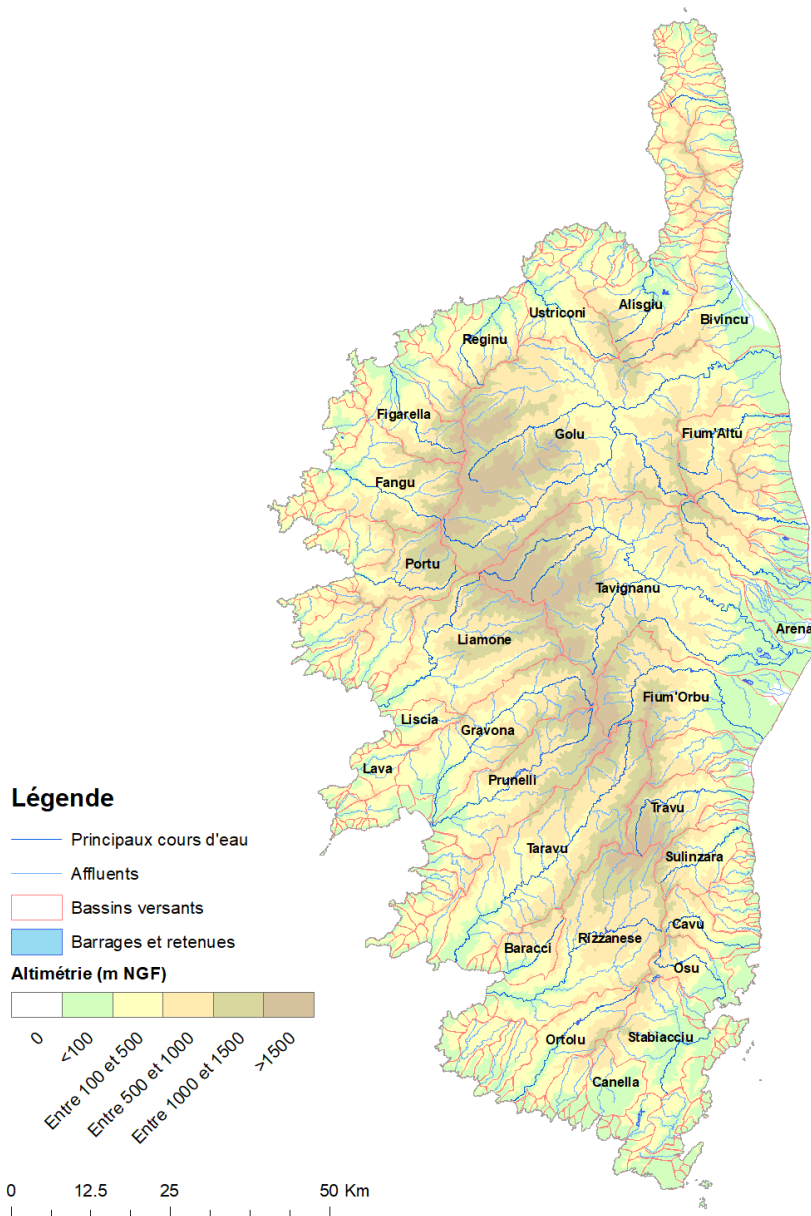 Alisgiu
Ustriconi
Bivincu
Reginu
Figarella
Golu
Fium'Altu
Fangu
Portu
Tavignanu
Arena
Liamone
Fium'Orbu
Liscia
Gravona
Lava
Prunelli
Travu
Taravu
Sulinzara
Cavu
Rizzanese
Baracci
Osu
Ortolu
Stabiacciu
Canella
Légende
Principaux cours d'eau
Affluents
Bassins versants
Barrages et retenues
Altimétrie (m NGF)
0
<100
Entre 100 et 500
Entre 500 et 1000
Entre 1000 et 1500
>1500
0 12.5 25 50 Km